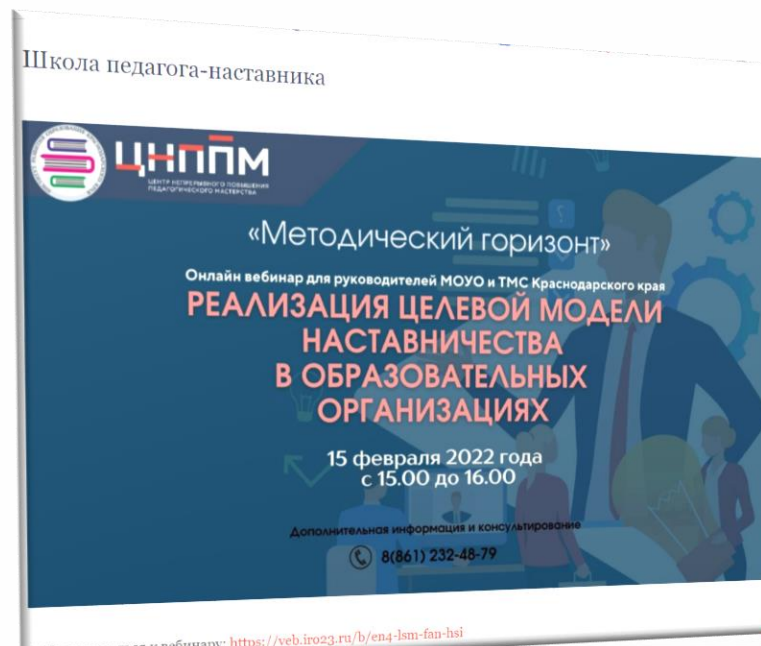 Школа педагога-наставника
ЦНППМ
ЦЕНТР НЕПРЕРЫВНОГО ПОВЫШЕНИЯ
ПЕДАГОГИЧЕСКОГО МАСТЕРСТВА
«Методический горизонт»
Онлайн вебинар для руководителей МОУО и ТМС Краснодарского края
РЕАЛИЗАЦИЯ ЦЕЛЕВОЙ МОДЕЛИ
НАСТАВНИЧЕСТВА
В ОБРАЗОВАТЕЛЬНЫХ
ОРГАНИЗАЦИЯХ
15 февраля 2022 года
с 15.00 до 16.00
Дополнительная информация и консультирование
8(861) 232-48-79
к вебинару: https://veb.iro23.ru/b/en4-lsm-fan-hsi